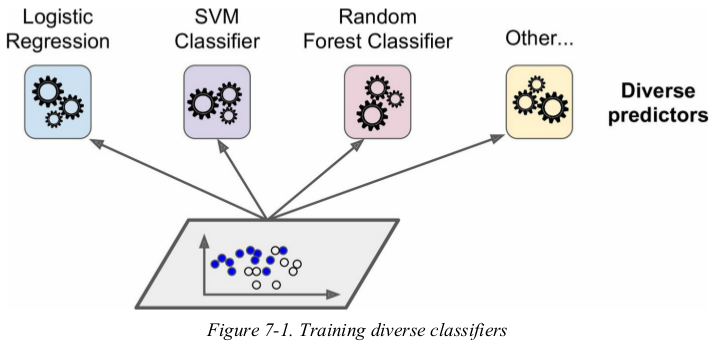 Logistic
Regression
SVM
Classifier
Random
Forest Classifier
Other...
Diverse
predictors
Figure 7-1. Training diverse classifiers